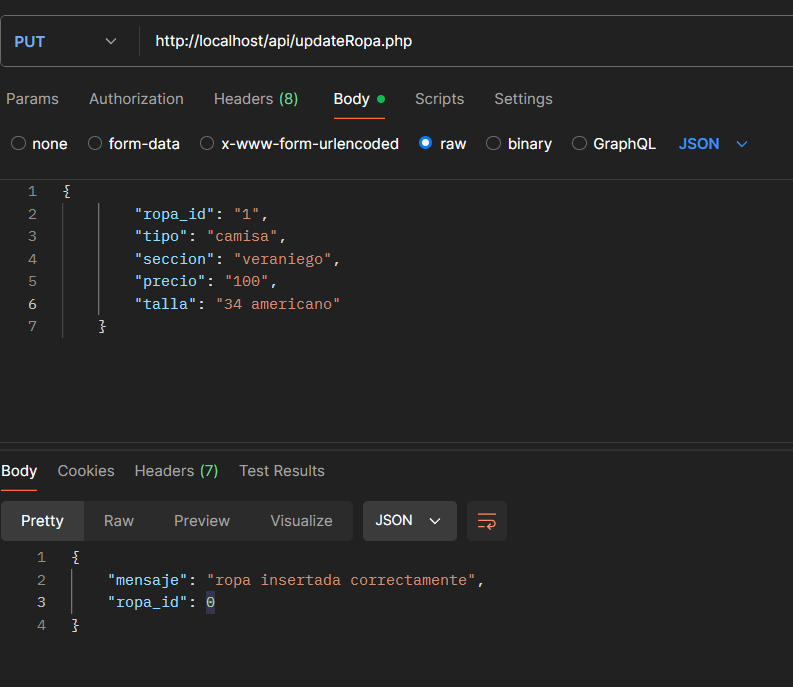 PUT http://localhost/api/updateRopa.php
Params Authorization Headers (8) Body Scripts Settings
none form-data x-www-form-urlencoded raw binary GraphQL JSON
1 {
2 "ropa_id": "1",
3 "tipo": "camisa",
4 "seccion": "veraniego",
5 "precio": "100",
6 "talla": "34 americano"
7 }
Body Cookies Headers (7) Test Results
Pretty Raw Preview Visualize JSON
1 {
2 "mensaje": "ropa insertada correctamente",
3 "ropa_id": 0
4 }